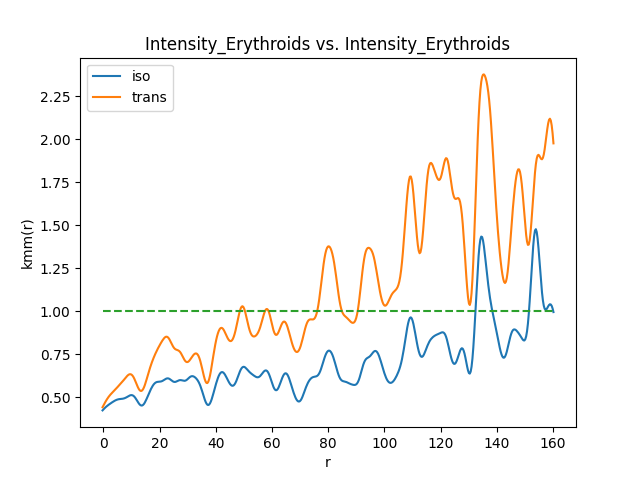 Intensity_Erythroids vs. Intensity_Erythroids
iso
trans
kmm(r)
2.25
2.00
1.75
1.50
1.25
1.00
0.75
0.50
0 20 40 60 80 100 120 140 160
r